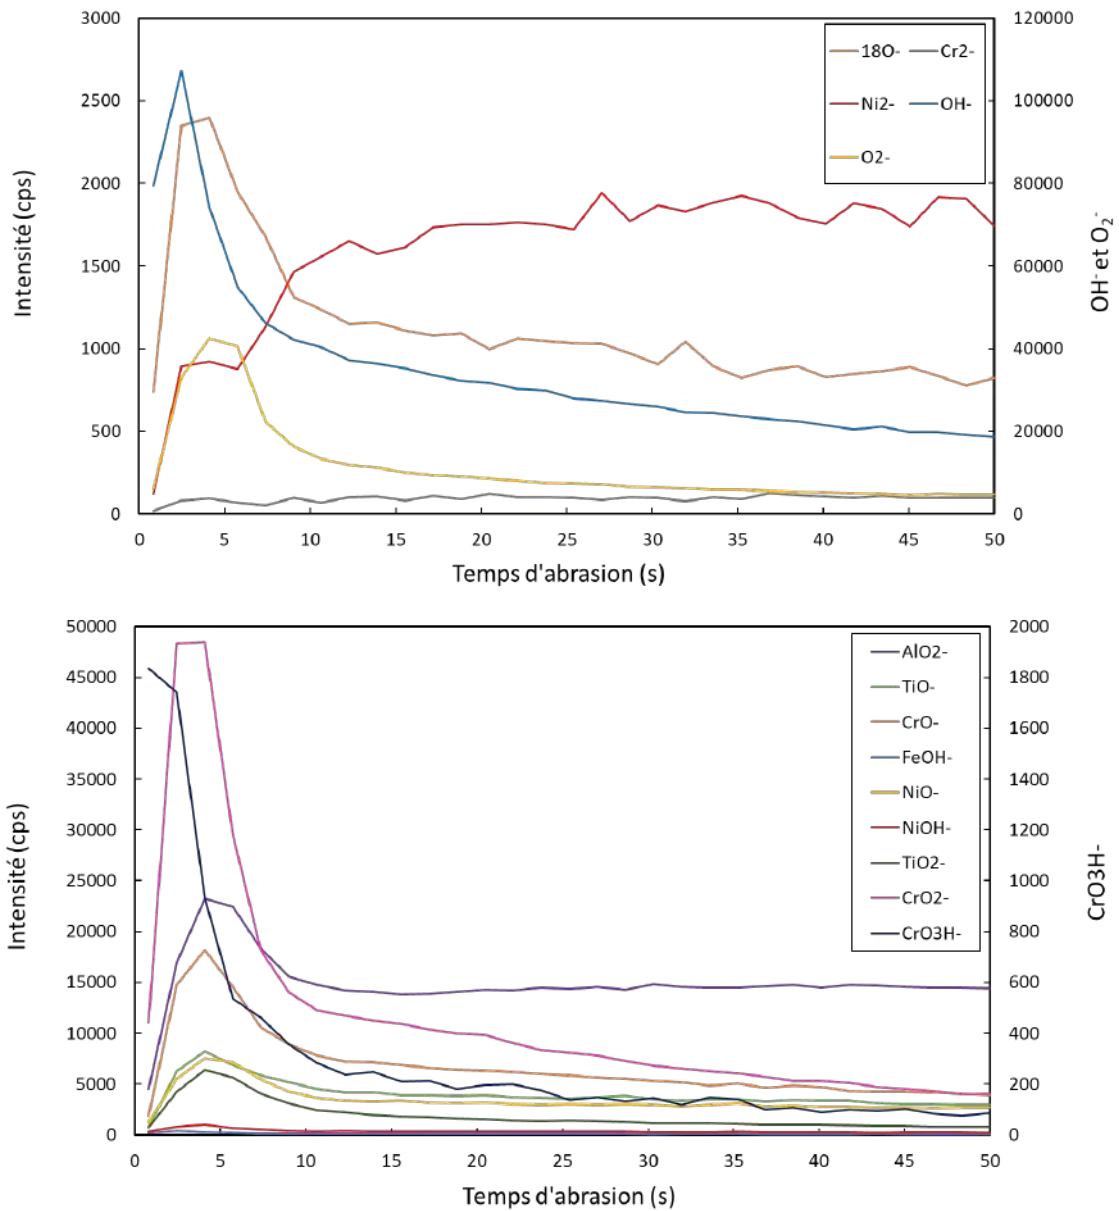 3000
2500
2000
1500
1000
500
0
120000
100000
80000
60000
40000
20000
0
18O- Cr2-
Ni2- OH-
O2-
Intensité (cps)
OH- et O2-
0 5 10 15 20 25 30 35 40 45 50
Temps d'abrasion (s)
50000
45000
40000
35000
30000
25000
20000
15000
10000
5000
0
2000
1800
1600
1400
1200
1000
800
600
400
200
0
AlO2-
TiO-
CrO-
FeOH-
NiO-
NiOH-
TiO2-
CrO2-
CrO3H-
Intensité (cps)
CrO3H-
0 5 10 15 20 25 30 35 40 45 50
Temps d'abrasion (s)